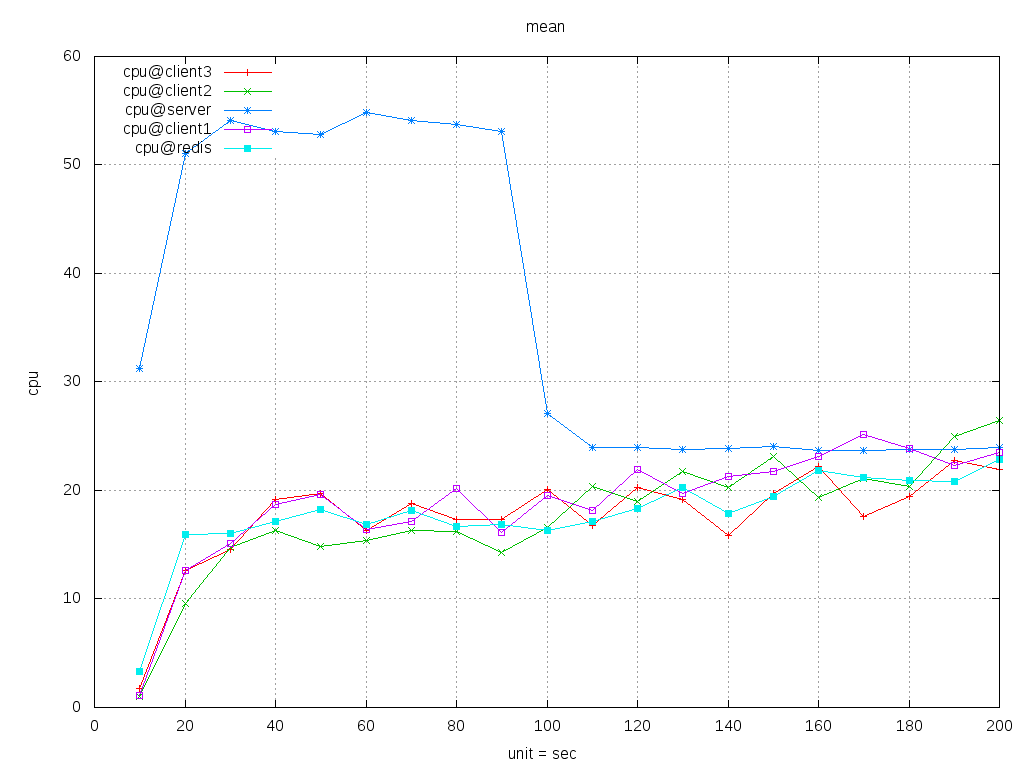 mean
60
cpu@client3
cpu@client2
cpu@server
cpu@client1
cpu@redis
50
40
30
cpu
20
10
0
0 20 40 60 80 100 120 140 160 180 200
unit = sec